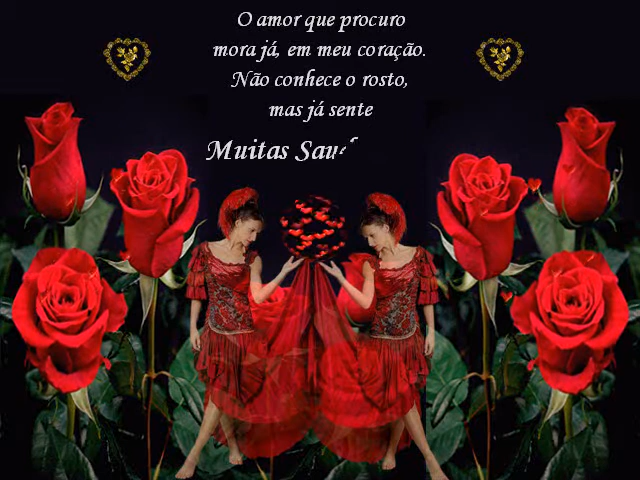 O amor que procuro
mora já, em meu coração.
Não conhece o rosto,
mas já sente
Muitas